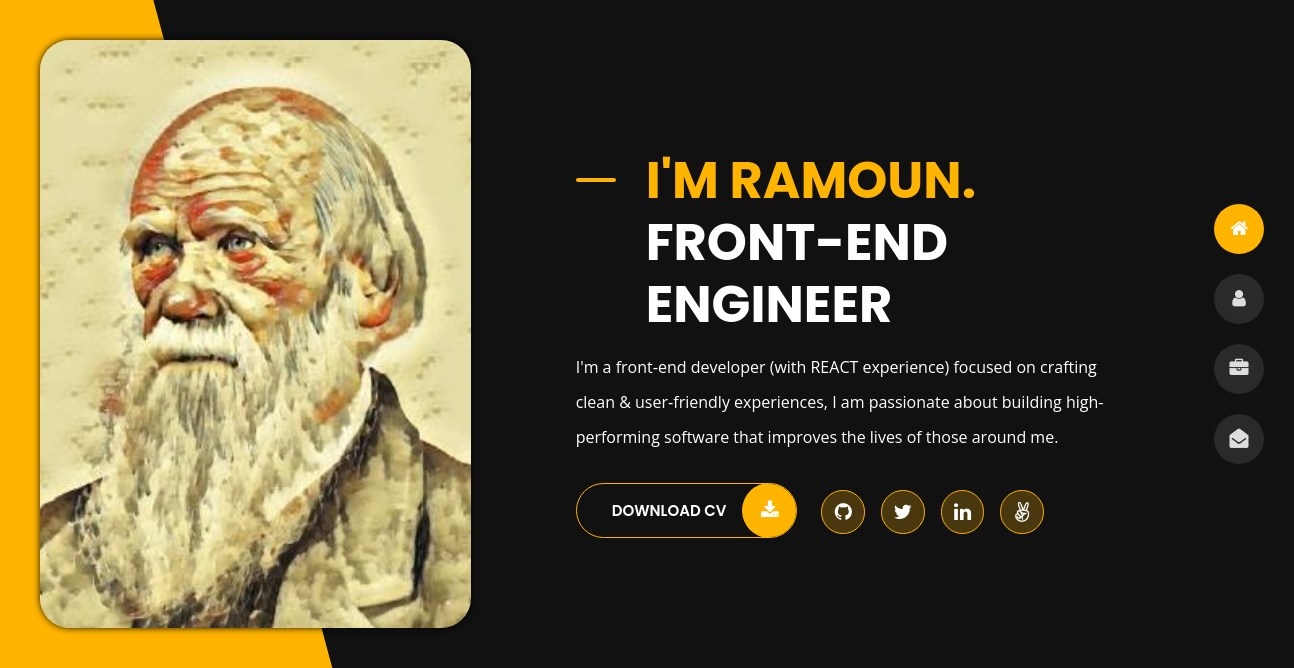 I'M RAMOUN.
FRONT-END
ENGINEER
I'm a front-end developer (with REACT experience) focused on crafting
clean & user-friendly experiences, I am passionate about building high-
performing software that improves the lives of those around me.
DOWNLOAD CV